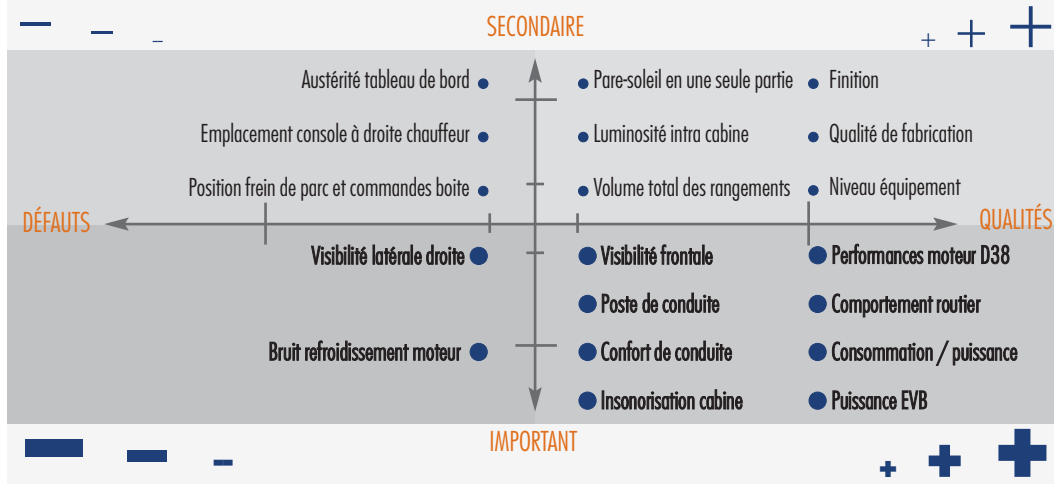 SECONDAIRE
Austérité tableau de bord
Pare-soleil en une seule partie
Finition
Emplacement console à droite chauffeur
Luminosité intra cabine
Qualité de fabrication
Position frein de parc et commandes boite
Volume total des rangements
Niveau équipement
DÉFAUTS
QUALITÉS
Visibilité latérale droite
Visibilité frontale
Performances moteur D38
Poste de conduite
Comportement routier
Bruit refroidissement moteur
Confort de conduite
Consommation / puissance
Insonorisation cabine
Puissance EVB
IMPORTANT